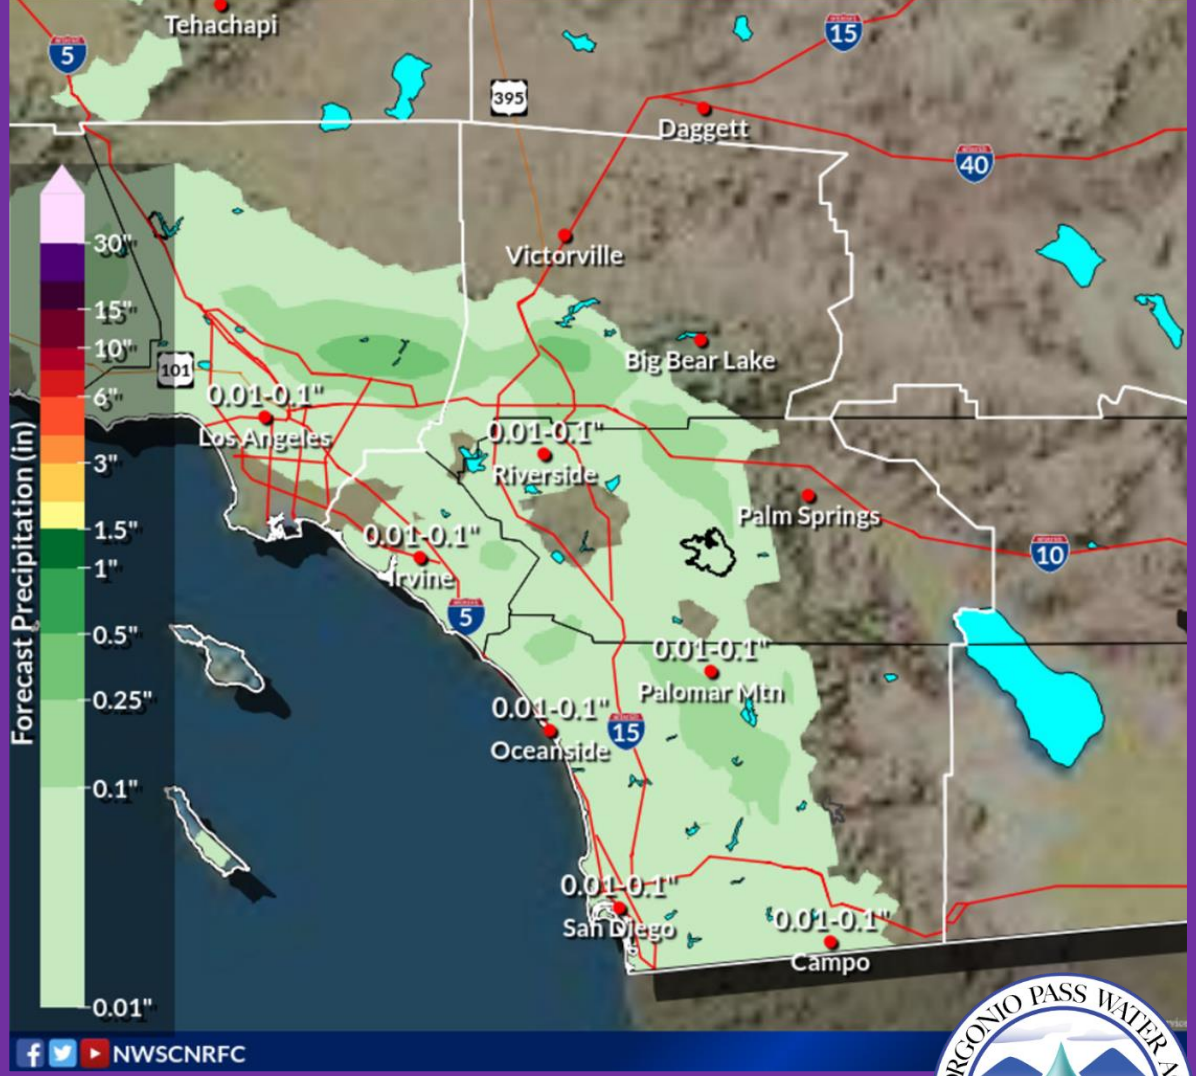 Tehachapi
5
15
395
Daggett
40
Victorville
30"
15"
10"
6"
3"
1.5"
1"
0.5"
0.25"
0.1"
0.01"
Forecast Precipitation (in)
101
Big Bear Lake
0.01-0.1"
Los Angeles
0.01-0.1"
Riverside
Palm Springs
0.01-0.1"
Irvine
10
5
0.01-0.1"
Palomar Mtn
0.01-0.1"
Oceanside
15
0.01-0.1"
San Diego
0.01-0.1"
Campo
NWSCNRFC
RGONIO PASS WATER A